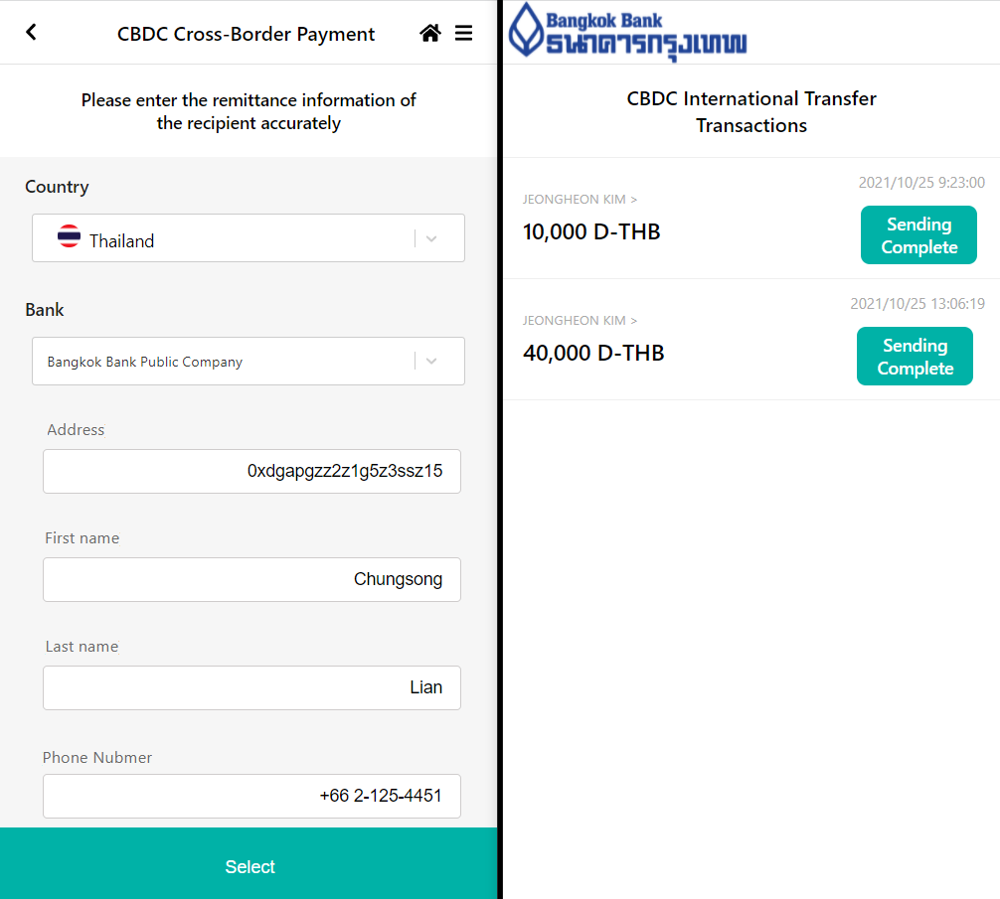 CBDC Cross-Border Payment
Please enter the remittance information of
the recipient accurately
Country
Thailand
Bank
Bangkok Bank Public Company
Address
0xdgapgzz2z1g5z3ssz15
First name
Chungsong
Last name
Lian
Phone Nubmer
+66 2-125-4451
Select
Bangkok Bank
ธนาคารกรุงเทพ
CBDC International Transfer
Transactions
2021/10/25 9:23:00
JEONGHEON KIM >
10,000 D-THB
Sending
Complete
2021/10/25 13:06:19
JEONGHEON KIM >
40,000 D-THB
Sending
Complete